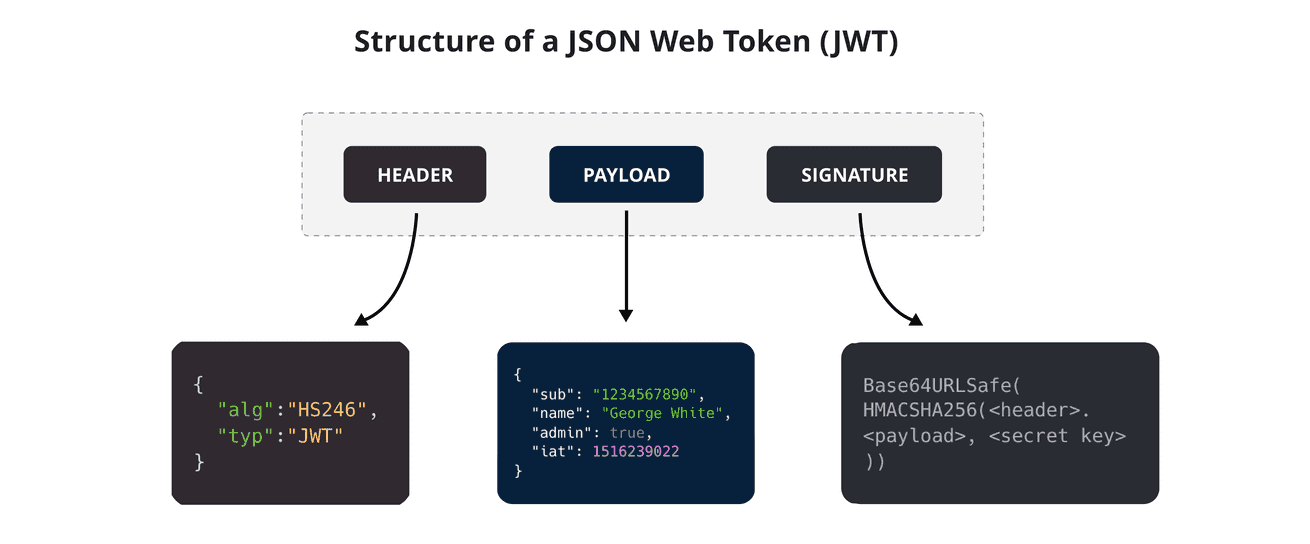 Structure of a JSON Web Token (JWT)
HEADER
PAYLOAD
SIGNATURE
{
"alg":"HS246",
"typ":"JWT"
}
{
"sub": "1234567890",
"name": "George White",
"admin": true,
"iat": 1516239022
}
Base64URLSafe(
HMACSHA256(<header>.
<payload>, <secret key>
))